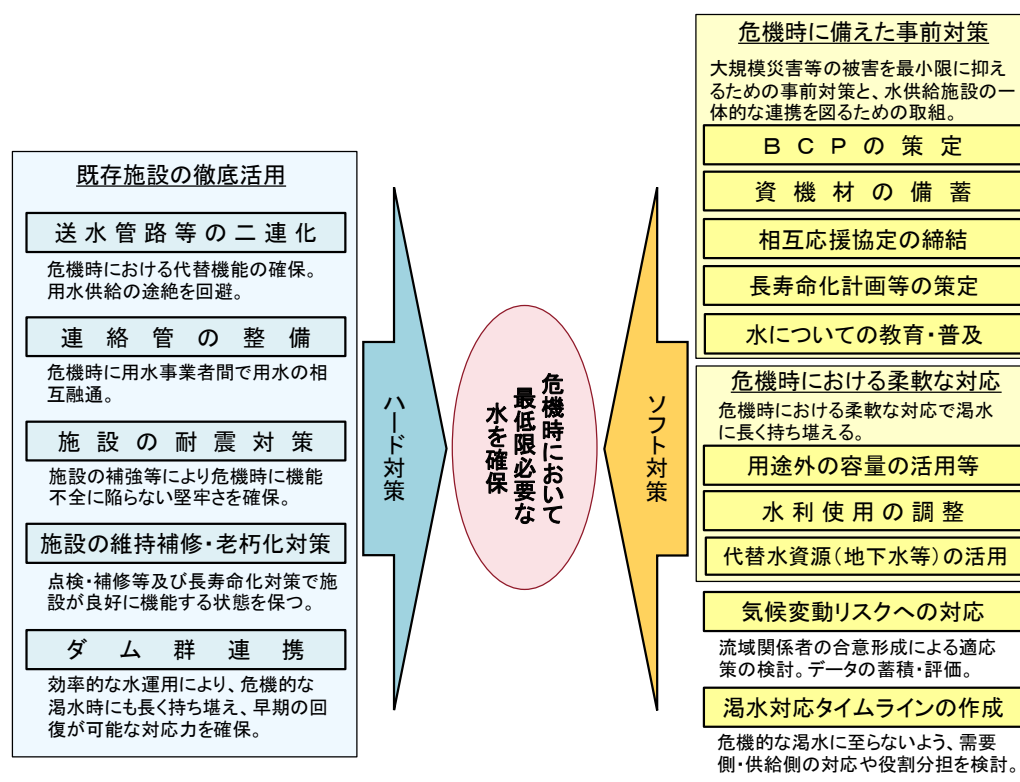 既存施設の徹底活用
送水管路等の二連化
危機時における代替機能の確保。
用水供給の途絶を回避。
連絡管の整備
危機時に用水事業者間で用水の相
互融通。
施設の耐震対策
施設の補強等により危機時に機能
不全に陥らない堅牢さを確保。
施設の維持補修・老朽化対策
点検・補修等及び長寿命化対策で施
設が良好に機能する状態を保つ。
ダム群連携
効率的な水運用により、危機的な
渇水時にも長く持ち堪え、早期の回
復が可能な対応力を確保。
ハード対策
危機時において
最低限必要な
水を確保
ソフト対策
危機時に備えた事前対策
大規模災害等の被害を最小限に抑え
るための事前対策と、水供給施設の一
体的な連携を図るための取組。
BCPの策定
資機材の備蓄
相互応援協定の締結
長寿命化計画等の策定
水についての教育・普及
危機時における柔軟な対応
危機時における柔軟な対応で渇水
に長く持ち堪える。
用途外の容量の活用等
水利使用の調整
代替水資源(地下水等)の活用
気候変動リスクへの対応
流域関係者の合意形成による適応
策の検討。データの蓄積・評価。
渇水対応タイムラインの作成
危機的な渇水に至らないよう、需要
側・供給側の対応や役割分担を検討。